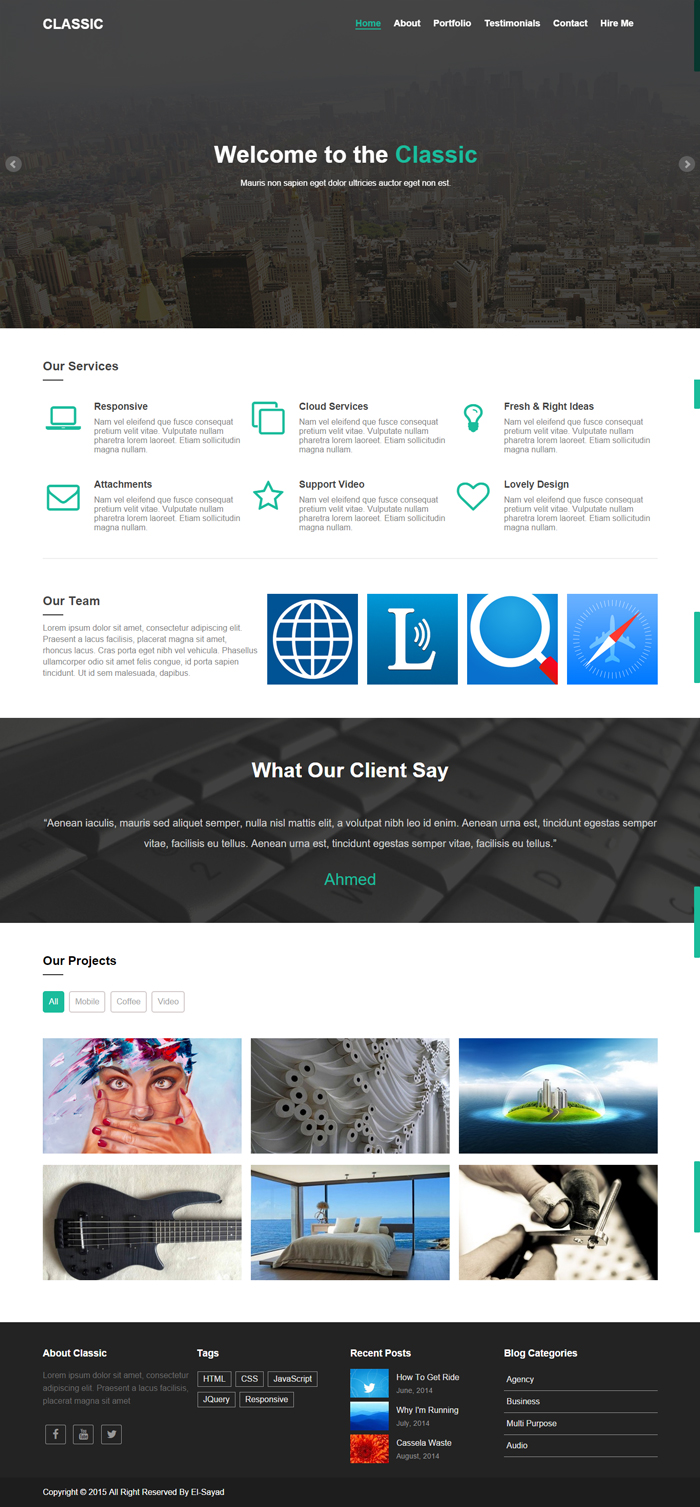 CLASSIC
Home About Portfolio Testimonials Contact Hire Me
Welcome to the Classic
Mauris non sapien eget dolor ultricies auctor eget non est.
Our Services
Responsive
Nam vel eleifend que fusce consequat
pretium velit vitae. Vulputate nullam
pharetra lorem laoreet. Etiam sollicitudin
magna nullam.
Cloud Services
Nam vel eleifend que fusce consequat
pretium velit vitae. Vulputate nullam
pharetra lorem laoreet. Etiam sollicitudin
magna nullam.
Fresh & Right Ideas
Nam vel eleifend que fusce consequat
pretium velit vitae. Vulputate nullam
pharetra lorem laoreet. Etiam sollicitudin
magna nullam.
Attachments
Nam vel eleifend que fusce consequat
pretium velit vitae. Vulputate nullam
pharetra lorem laoreet. Etiam sollicitudin
magna nullam.
Support Video
Nam vel eleifend que fusce consequat
pretium velit vitae. Vulputate nullam
pharetra lorem laoreet. Etiam sollicitudin
magna nullam.
Lovely Design
Nam vel eleifend que fusce consequat
pretium velit vitae. Vulputate nullam
pharetra lorem laoreet. Etiam sollicitudin
magna nullam.
Our Team
Lorem ipsum dolor sit amet, consectetur adipiscing elit.
Praesent a lacus facilisis, placerat magna sit amet,
rhoncus lacus. Cras porta eget nibh vel vehicula. Phasellus
ullamcorper odio sit amet felis congue, id porta sapien
tincidunt. Ut id sem malesuada, dapibus.
L
What Our Client Say
“Aenean iaculis, mauris sed aliquet semper, nulla nisl mattis elit, a volutpat nibh leo id enim. Aenean urna est, tincidunt egestas semper
vitae, facilisis eu tellus. Aenean urna est, tincidunt egestas semper vitae, facilisis eu tellus.”
Ahmed
Our Projects
All Mobile Coffee Video
About Classic
Lorem ipsum dolor sit amet, consectetur
adipiscing elit. Praesent a lacus facilisis,
placerat magna sit amet
Tags
HTML CSS JavaScript
JQuery Responsive
Recent Posts
How To Get Ride
June, 2014
Why I'm Running
July, 2014
Cassela Waste
August, 2014
Blog Categories
Agency
Business
Multi Purpose
Audio
Copyright © 2015 All Right Reserved By El-Sayad